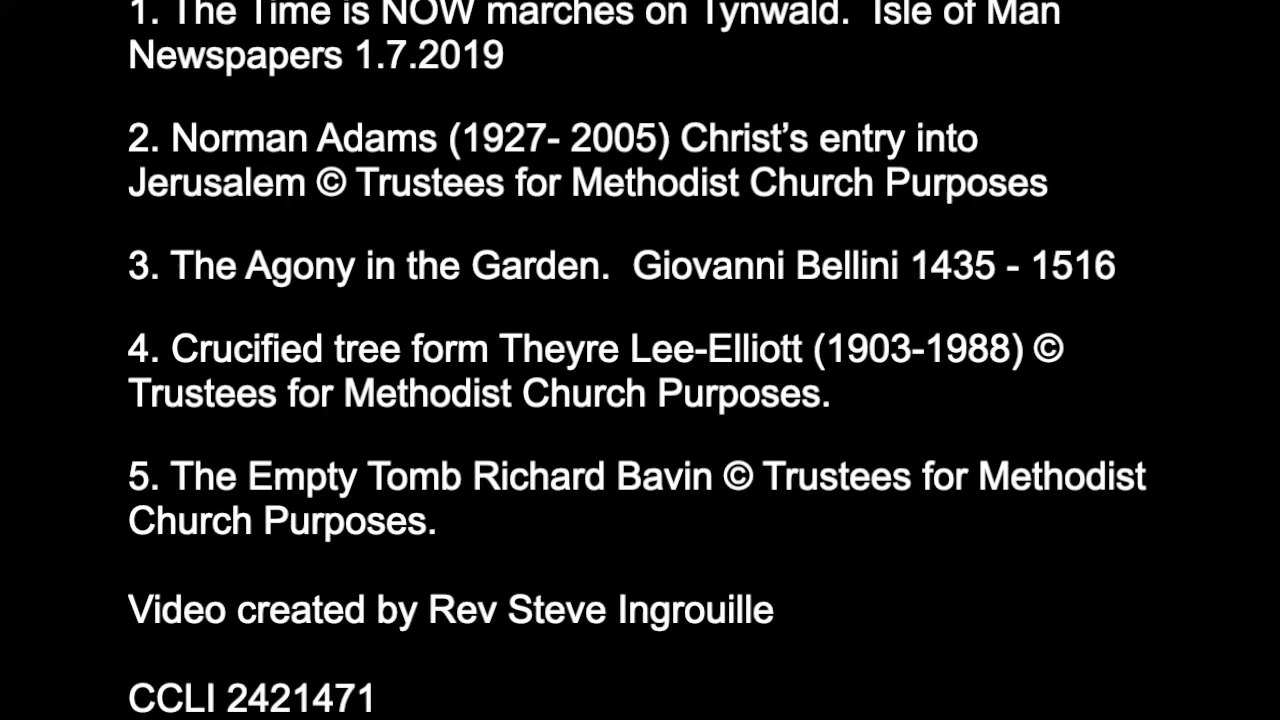 1. The Time is NOW marches on Tynwald.  Isle of Man
Newspapers 1.7.2019
2. Norman Adams (1927- 2005) Christ’s entry into
Jerusalem © Trustees for Methodist Church Purposes
3. The Agony in the Garden.  Giovanni Bellini 1435 - 1516
4. Crucified tree form Theyre Lee-Elliott (1903-1988) ©
Trustees for Methodist Church Purposes.
5. The Empty Tomb Richard Bavin © Trustees for Methodist
Church Purposes.
Video created by Rev Steve Ingrouille
CCLI 2421471